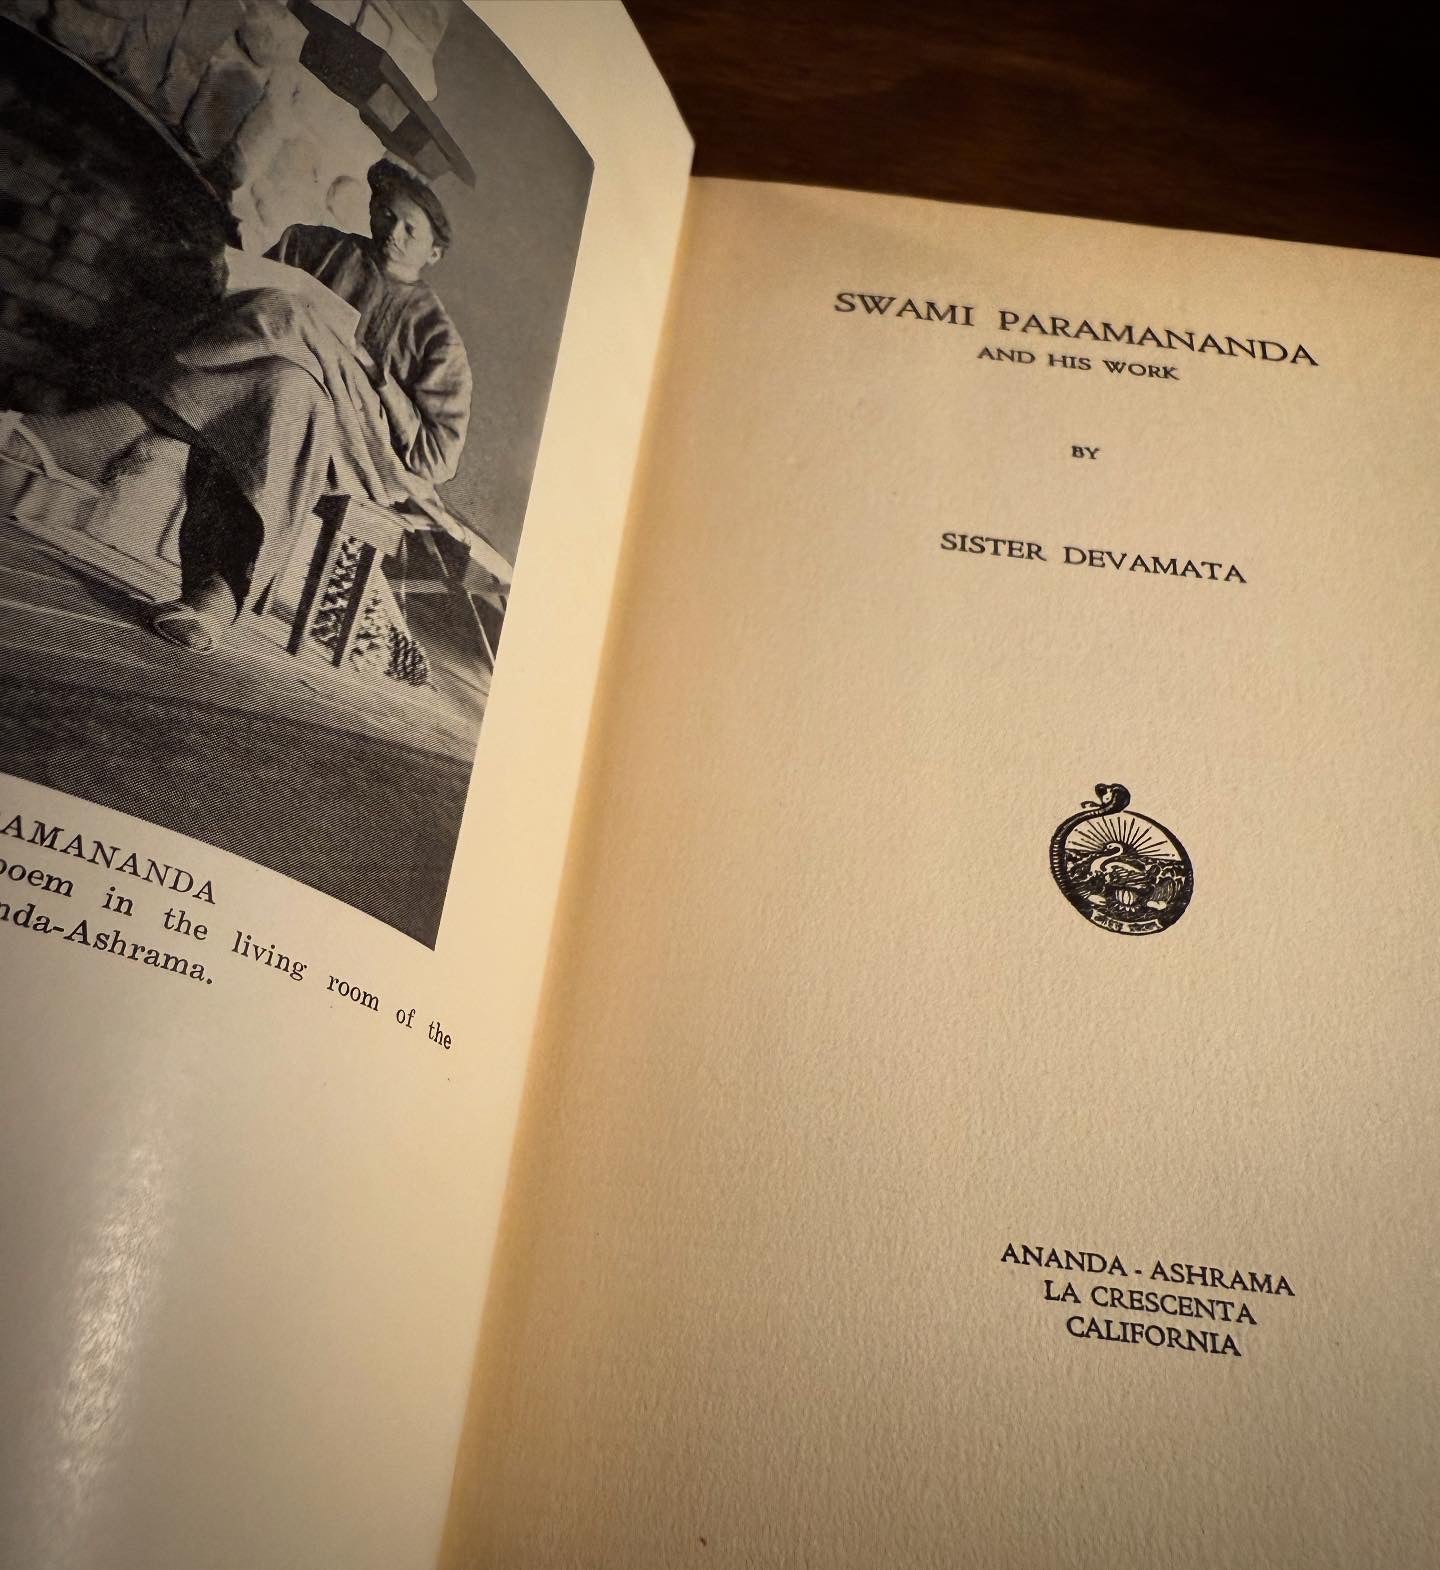 AMANANDA
poem in the living room of the
nda-Ashrama.
SWAMI PARAMANANDA
AND HIS WORK
BY
SISTER DEVAMATA
ANANDA - ASHRAMA
LA CRESCENTA
CALIFORNIA